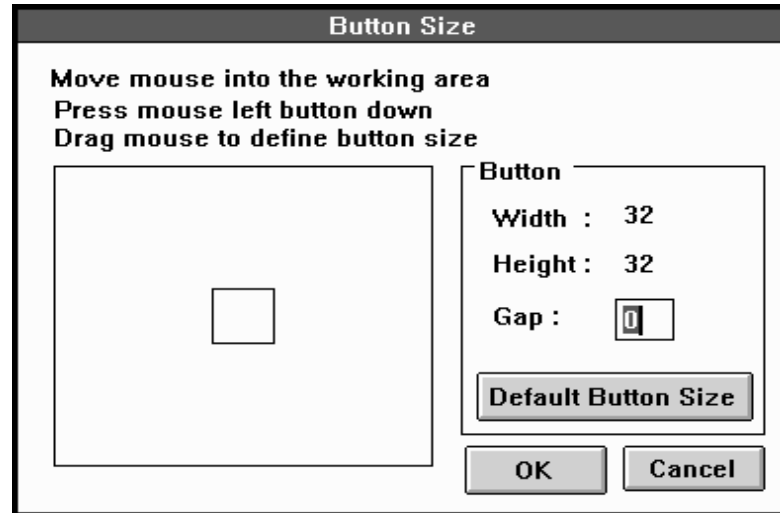 Button Size
Move mouse into the working area
Press mouse left button down
Drag mouse to define button size
Button
Width : 32
Height : 32
Gap : 0
Default Button Size
OK Cancel